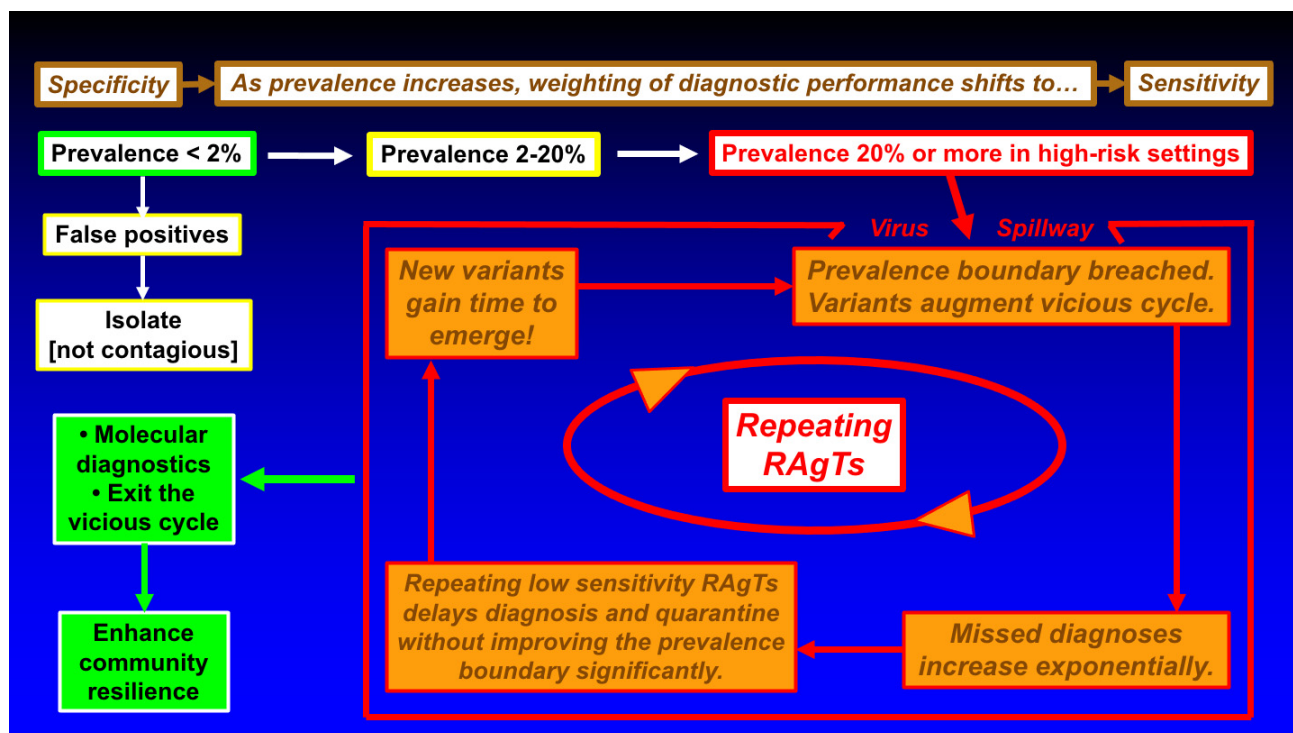 Specificity
As prevalence increases, weighting of diagnostic performance shifts to…
Sensitivity
Prevalence < 2%
Prevalence 2-20%
Prevalence 20% or more in high-risk settings
False positives
Isolate
[not contagious]
• Molecular
diagnostics
• Exit the
vicious cycle
Enhance
community
resilience
Virus Spillway
New variants
gain time to
emerge!
Prevalence boundary breached.
Variants augment vicious cycle.
Repeating
RAgTs
Repeating low sensitivity RAgTs
delays diagnosis and quarantine
without improving the prevalence
boundary significantly.
Missed diagnoses
increase exponentially.